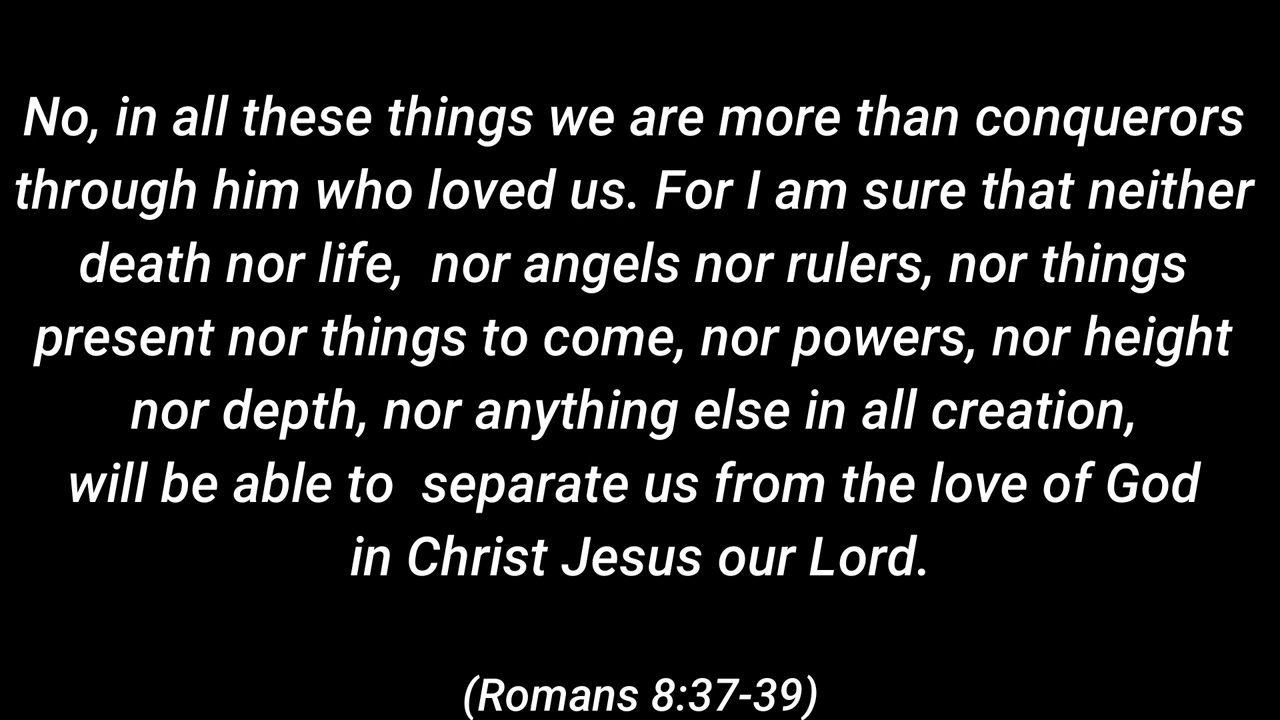 No, in all these things we are more than conquerors
through him who loved us. For I am sure that neither
death nor life,  nor angels nor rulers, nor things
present nor things to come, nor powers, nor height
nor depth, nor anything else in all creation,
will be able to  separate us from the love of God
in Christ Jesus our Lord.
(Romans 8:37-39)